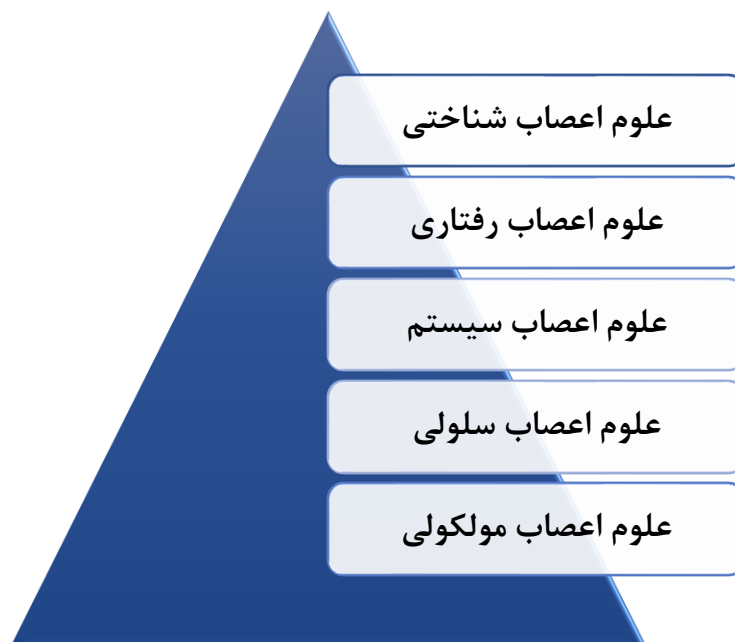 علوم اعصاب شناختی
علوم اعصاب رفتاری
علوم اعصاب سیستم
علوم اعصاب سلولی
علوم اعصاب مولکولی